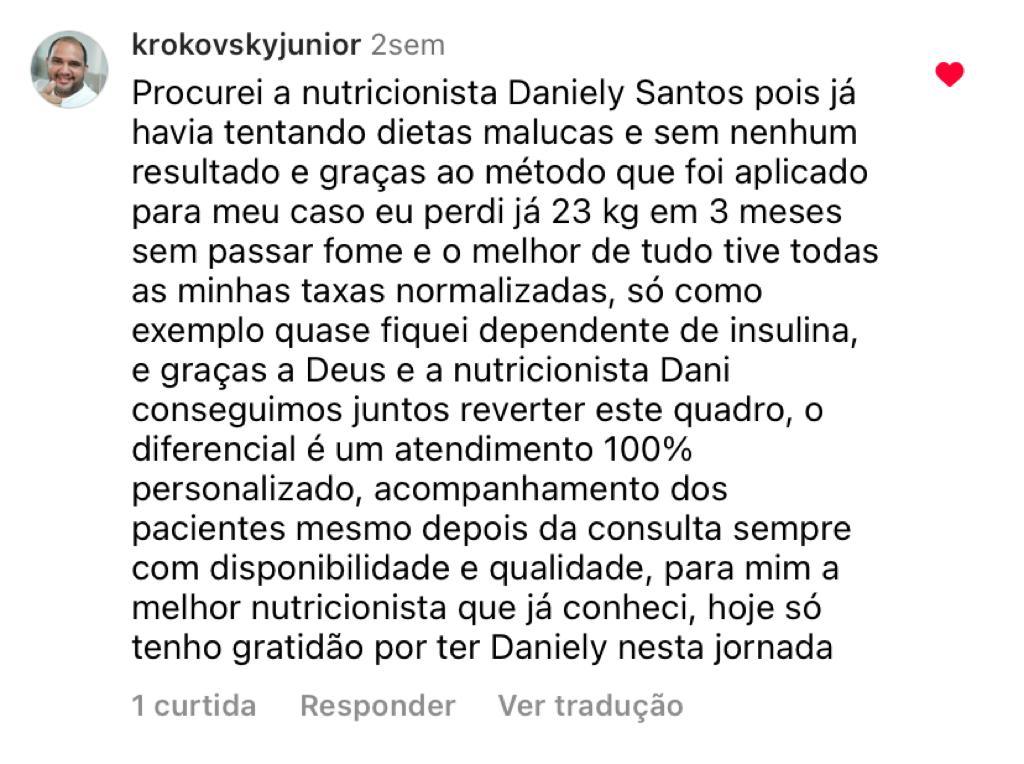 krokovskyjunior 2sem
Procurei a nutricionista Daniely Santos pois já
havia tentando dietas malucas e sem nenhum
resultado e graças ao método que foi aplicado
para meu caso eu perdi já 23 kg em 3 meses
sem passar fome e o melhor de tudo tive todas
as minhas taxas normalizadas, só como
exemplo quase fiquei dependente de insulina,
e graças a Deus e a nutricionista Dani
conseguimos juntos reverter este quadro, o
diferencial é um atendimento 100%
personalizado, acompanhamento dos
pacientes mesmo depois da consulta sempre
com disponibilidade e qualidade, para mim a
melhor nutricionista que já conheci, hoje só
tenho gratidão por ter Daniely nesta jornada
1 curtida Responder Ver tradução